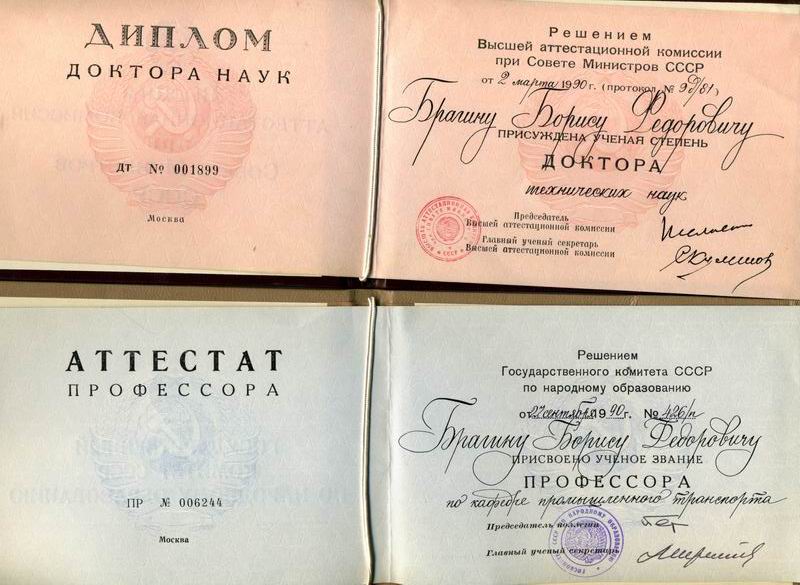 ДИПЛОМ
ДОКТОРА НАУК
ДТ № 001899
Москва
Решением
Высшей аттестационной комиссии
при Совете Министров СССР
от 2 марта 1990 г. (протокол № 9д/81)
Брагину Борису Федоровичу
ПРИСУЖДЕНА УЧЕНАЯ СТЕПЕНЬ
ДОКТОРА
технических наук
Председатель
Высшей аттестационной комиссии
Главный ученый секретарь
Высшей аттестационной комиссии
АТТЕСТАТ
ПРОФЕССОРА
ПР № 006244
Москва
Решением
Государственного комитета СССР
по народному образованию
от 27 сентября 1990 г. № 426/п
Брагину Борису Федоровичу
ПРИСВОЕНО УЧЕНОЕ ЗВАНИЕ
ПРОФЕССОРА
по кафедре промышленного транспорта
Председатель коллегии
Главный ученый секретарь